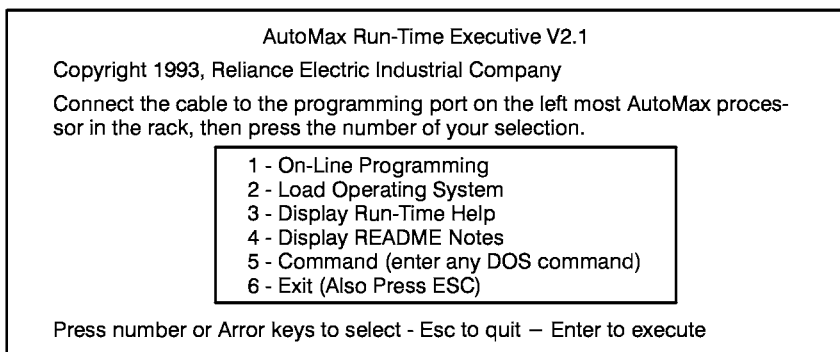 AutoMax Run-Time Executive V2.1
Copyright 1993, Reliance Electric Industrial Company
Connect the cable to the programming port on the left most AutoMax proces-
sor in the rack, then press the number of your selection.
1 - On-Line Programming
2 - Load Operating System
3 - Display Run-Time Help
4 - Display README Notes
5 - Command (enter any DOS command)
6 - Exit (Also Press ESC)
Press number or Arror keys to select - Esc to quit – Enter to execute